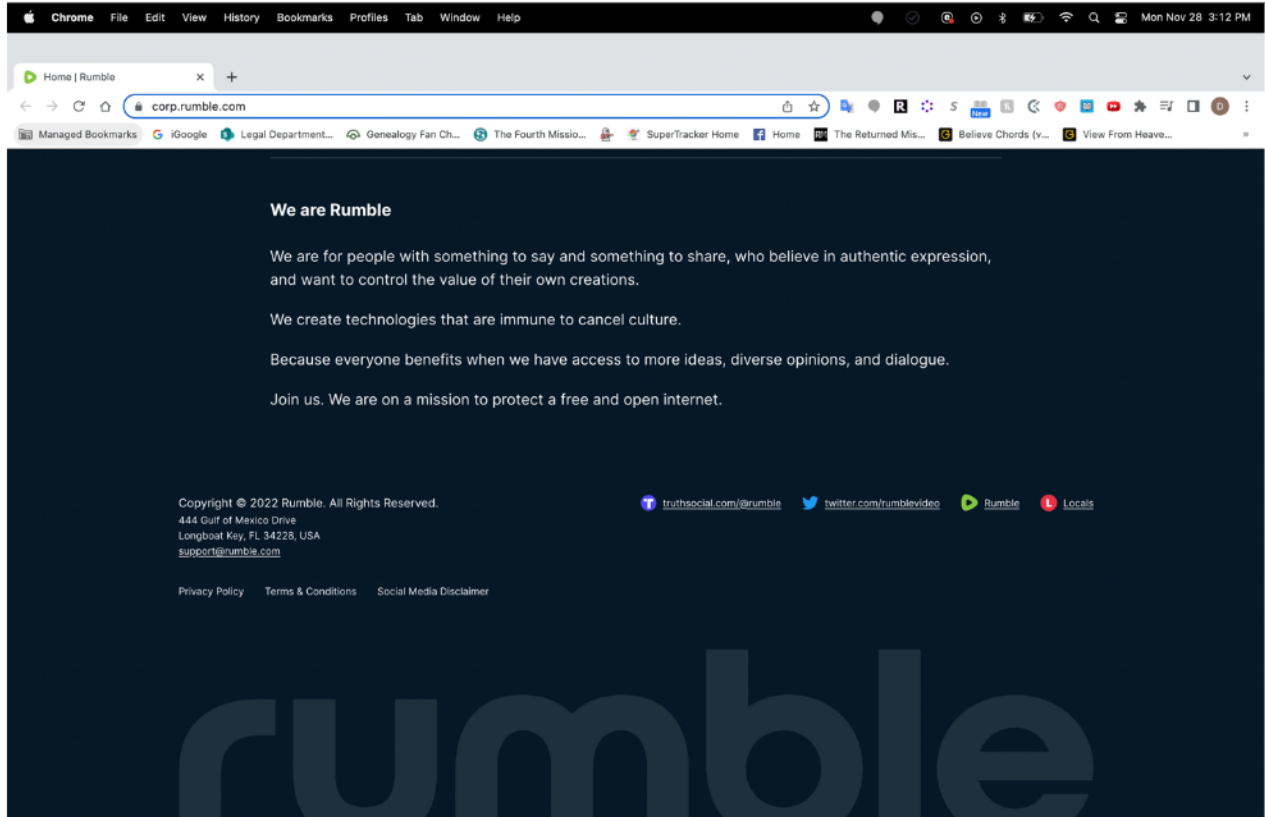 Chrome File Edit View History Bookmarks Profiles Tab Window Help Mon Nov 28 3:12 PM
Home | Rumble
corp.rumble.com
New
Managed Bookmarks iGoogle Legal Department... Genealogy Fan Ch... The Fourth Missio... SuperTracker Home Home The Returned Mis... Believe Chords (v... View From Heave...
We are Rumble
We are for people with something to say and something to share, who believe in authentic expression,
and want to control the value of their own creations.
We create technologies that are immune to cancel culture.
Because everyone benefits when we have access to more ideas, diverse opinions, and dialogue.
Join us. We are on a mission to protect a free and open internet.
Copyright © 2022 Rumble. All Rights Reserved. truthsocial.com/@rumble twitter.com/rumblevideo Rumble Locals
444 Gulf of Mexico Drive
Longboat Key, FL 34228, USA
support@rumble.com
Privacy Policy Terms & Conditions Social Media Disclaimer
rumble